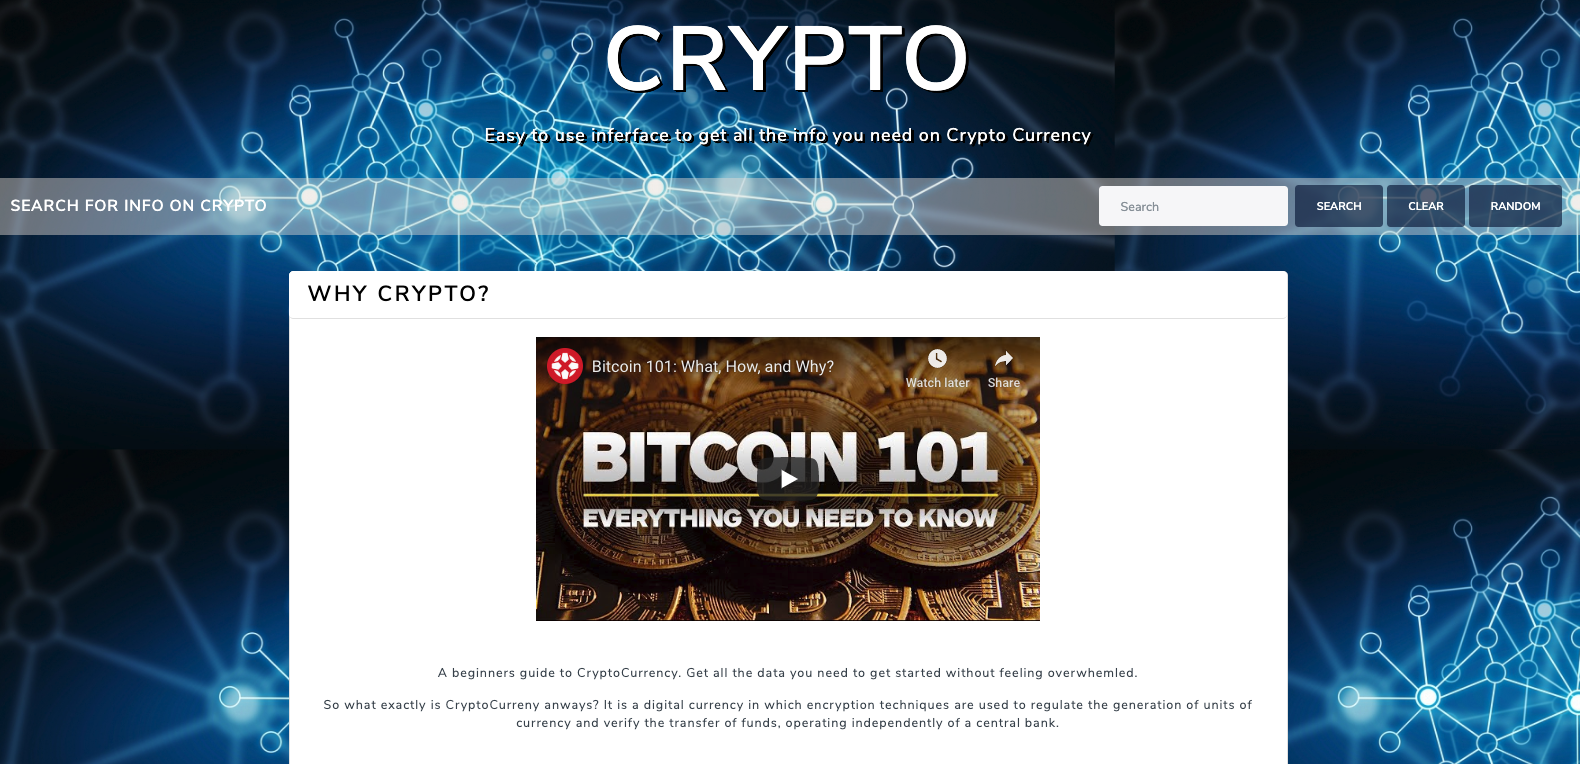 CRYPTO
Easy to use inferface to get all the info you need on Crypto Currency
SEARCH FOR INFO ON CRYPTO
Search
SEARCH
CLEAR
RANDOM
WHY CRYPTO?
Bitcoin 101: What, How, and Why?
Watch later
Share
BITCOIN 101
EVERYTHING YOU NEED TO KNOW
A beginners guide to CryptoCurrency. Get all the data you need to get started without feeling overwhemled.
So what exactly is CryptoCurreny anways? It is a digital currency in which encryption techniques are used to regulate the generation of units of
currency and verify the transfer of funds, operating independently of a central bank.